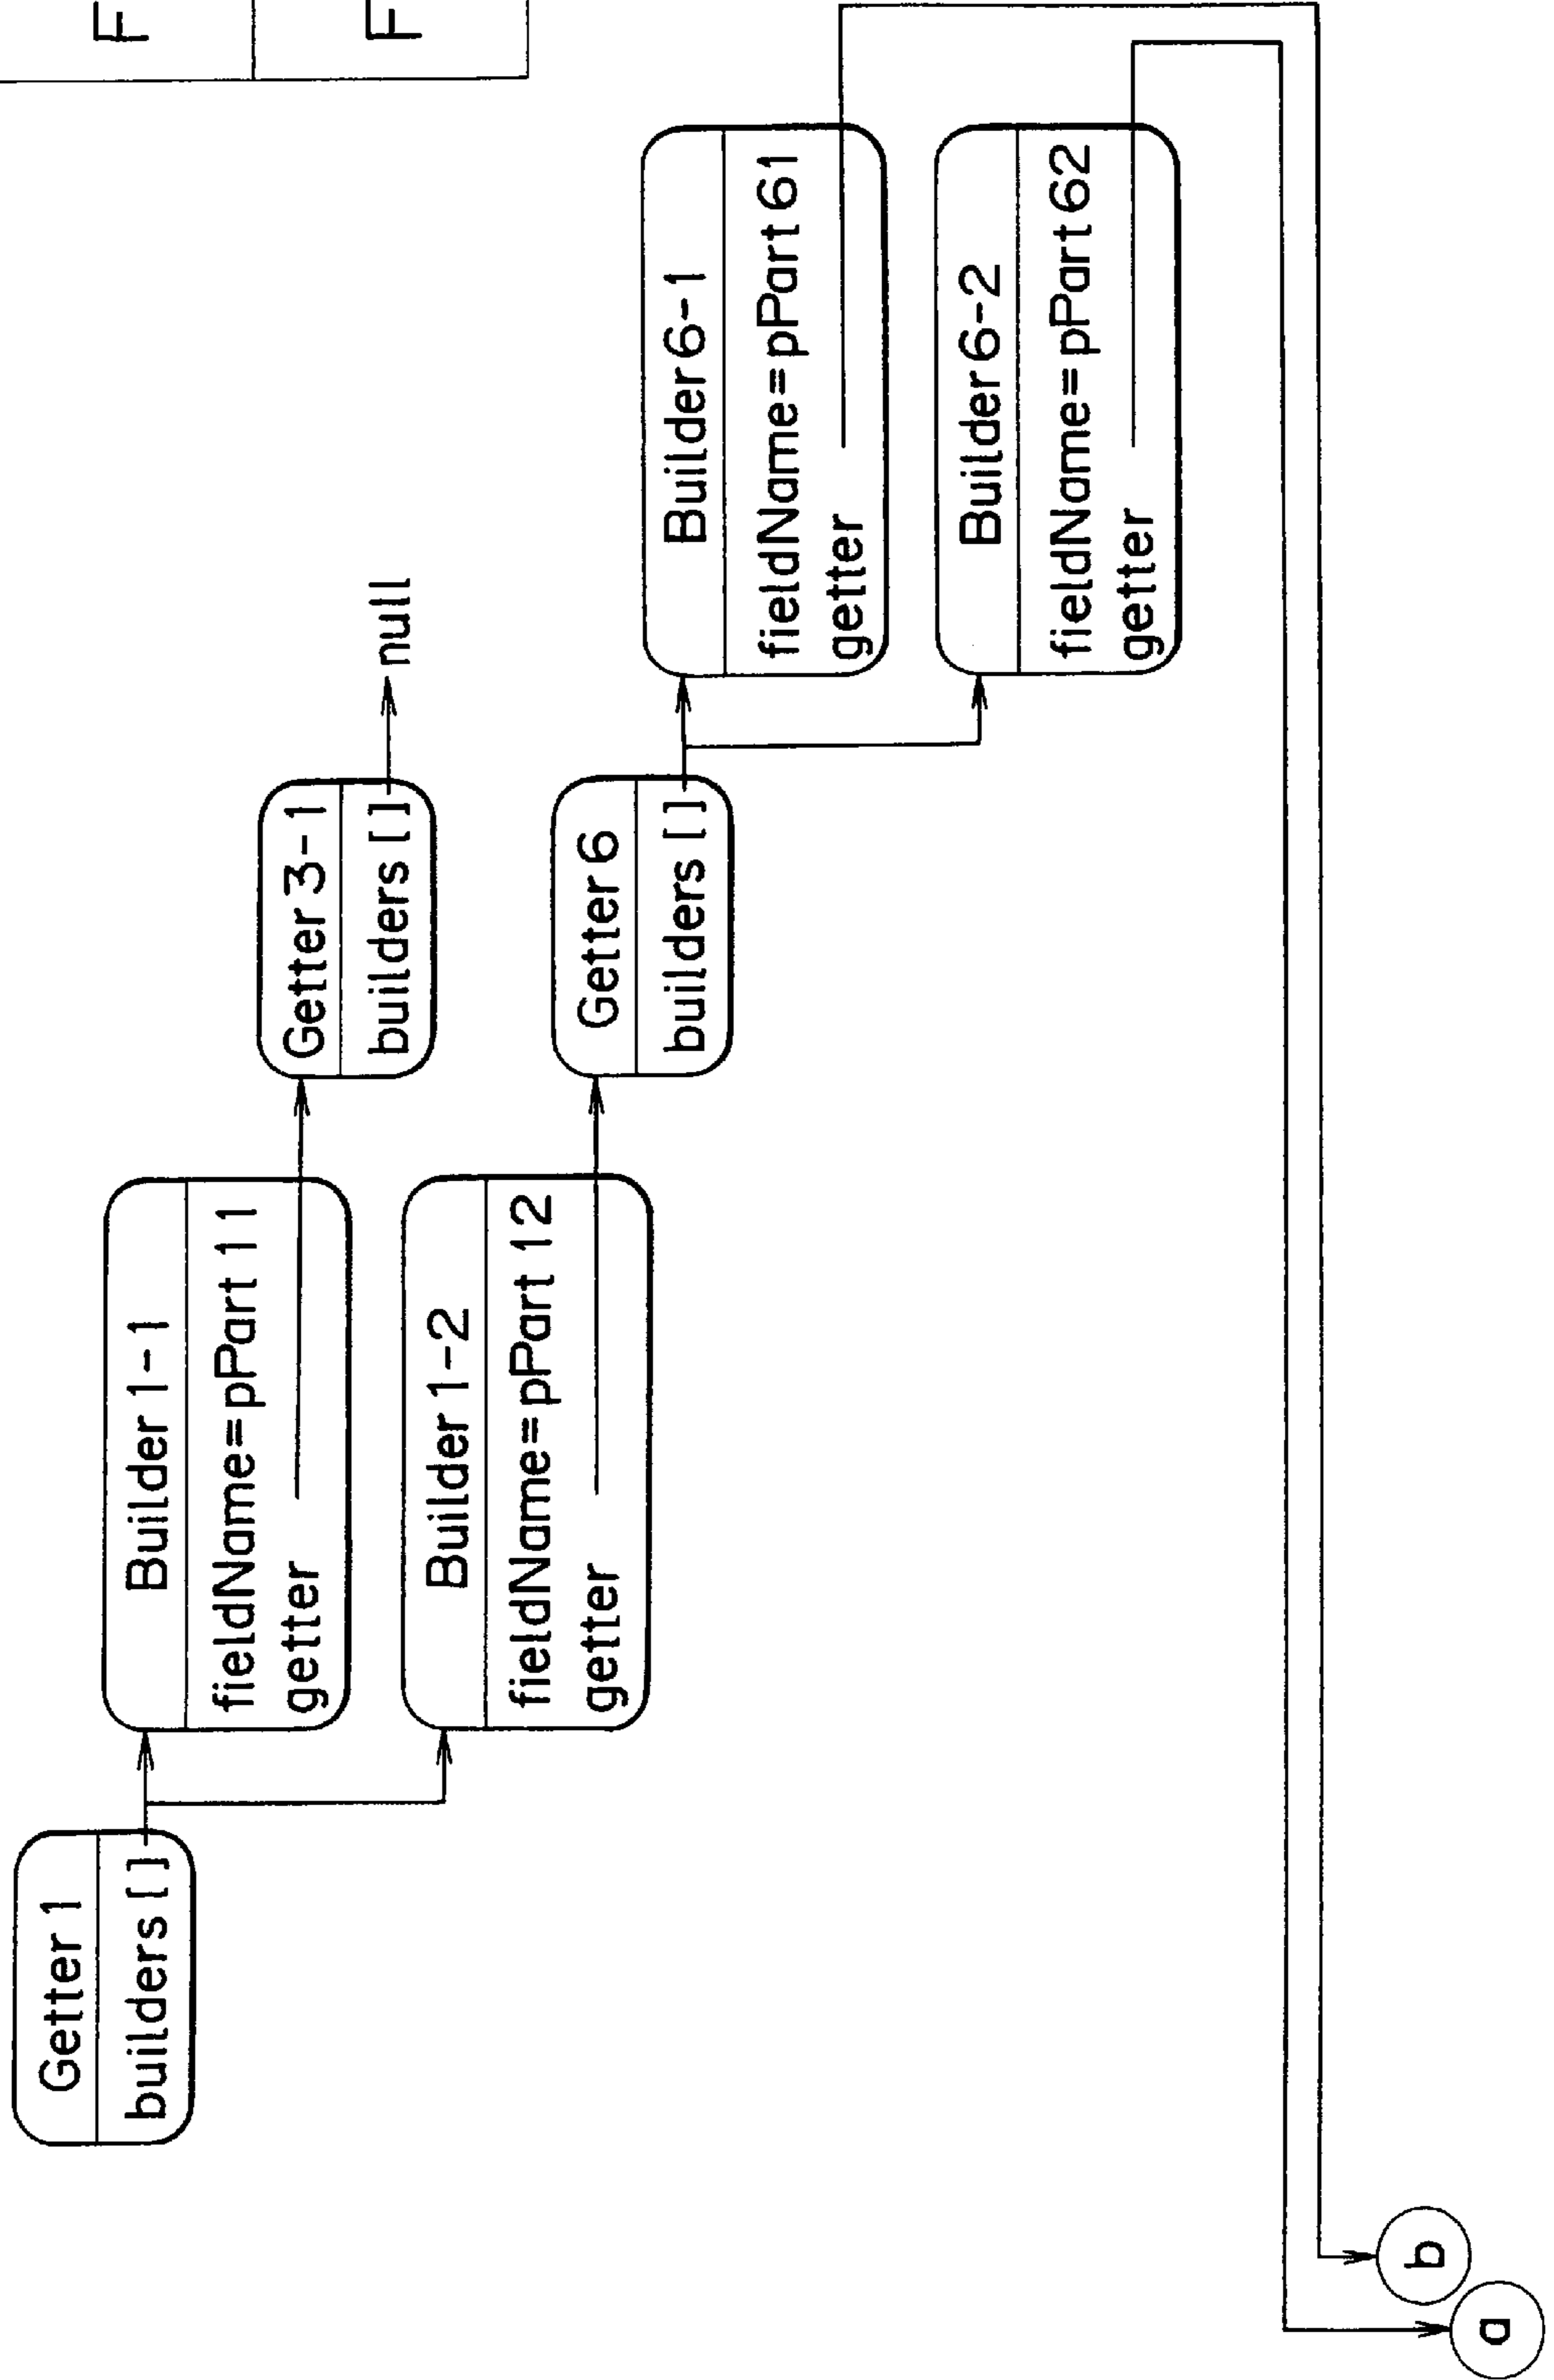 F
F
Getter 1
builders [ ]
Builder 1-1
fieldName=pPart 11
getter
Builder 1-2
fieldName=pPart 12
getter
Getter 3-1
builders [ ]
null
Getter 6
builders [ ]
Builder 6-1
fieldName=pPart 61
getter
Builder 6-2
fieldName=pPart 62
getter
b
a